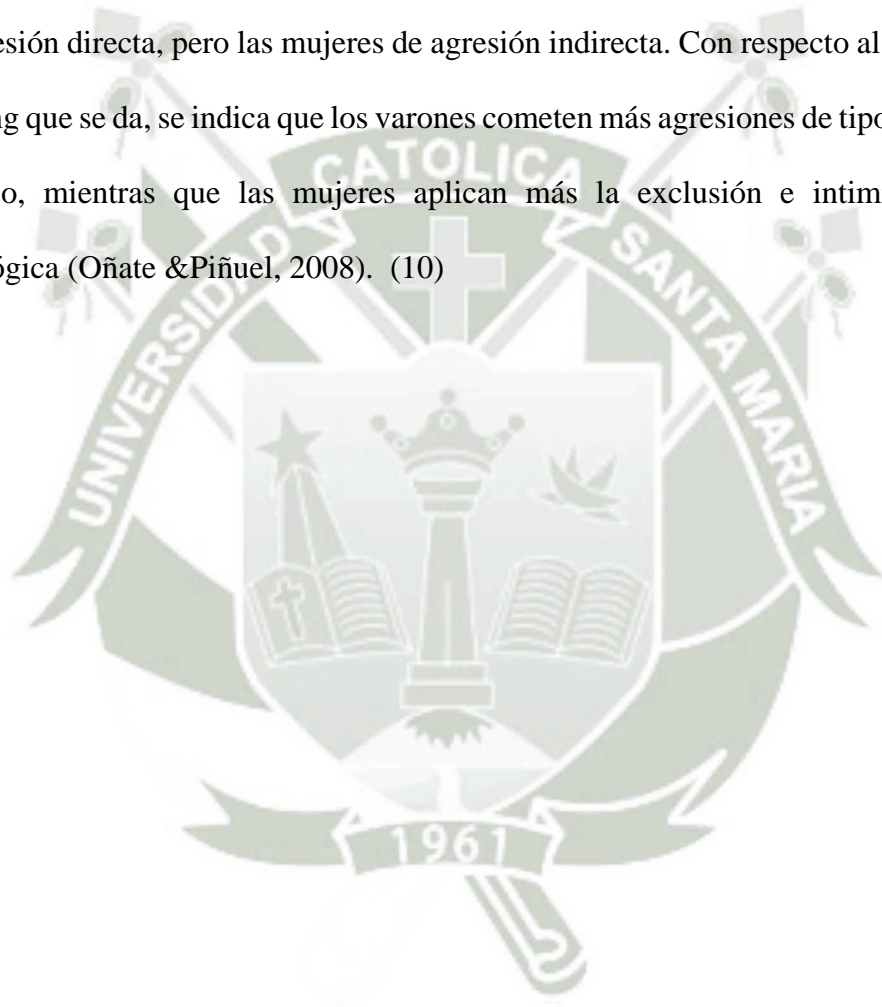 esión directa, pero las mujeres de agresión indirecta. Con respecto al
g que se da, se indica que los varones cometen más agresiones de tipo
o, mientras que las mujeres aplican más la exclusión e intim
ógica (Oñate &Piñuel, 2008). (10)
UNIVERSIDAD CATOLICA SANTA MARIA
1961